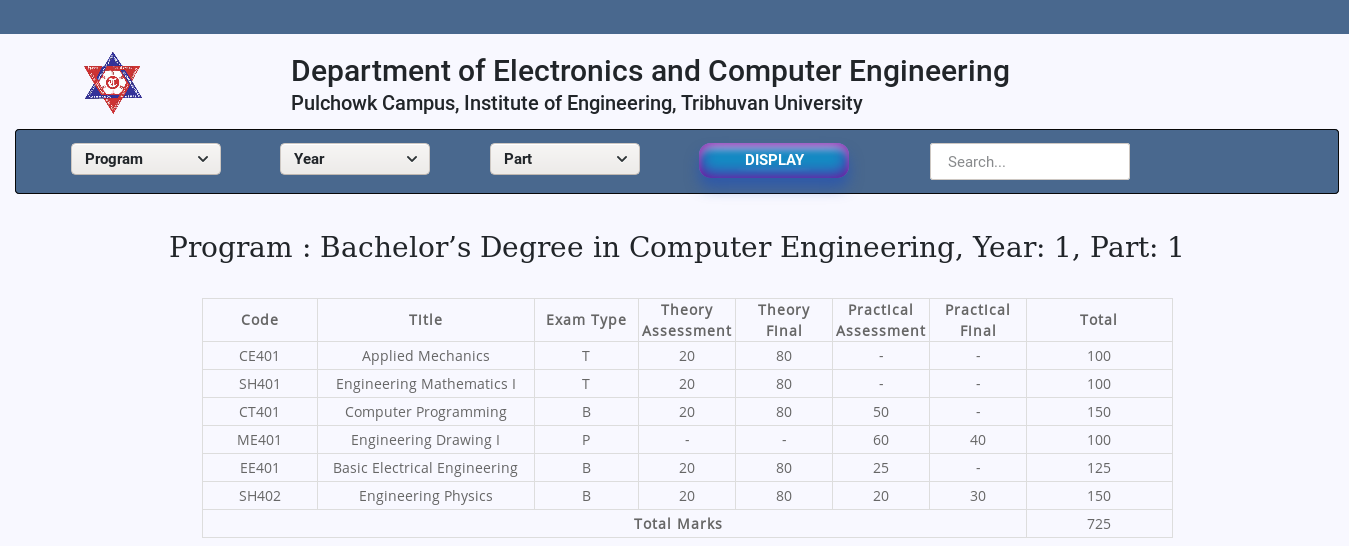 Department of Electronics and Computer Engineering
Pulchowk Campus, Institute of Engineering, Tribhuvan University
Program Year Part DISPLAY Search...
Program : Bachelor’s Degree in Computer Engineering, Year: 1, Part: 1
Code Title Exam Type Theory Assessment Theory Final Practical Assessment Practical Final Total
CE401 Applied Mechanics T 20 80 - - 100
SH401 Engineering Mathematics I T 20 80 - - 100
CT401 Computer Programming B 20 80 50 - 150
ME401 Engineering Drawing I P - - 60 40 100
EE401 Basic Electrical Engineering B 20 80 25 - 125
SH402 Engineering Physics B 20 80 20 30 150
Total Marks 725